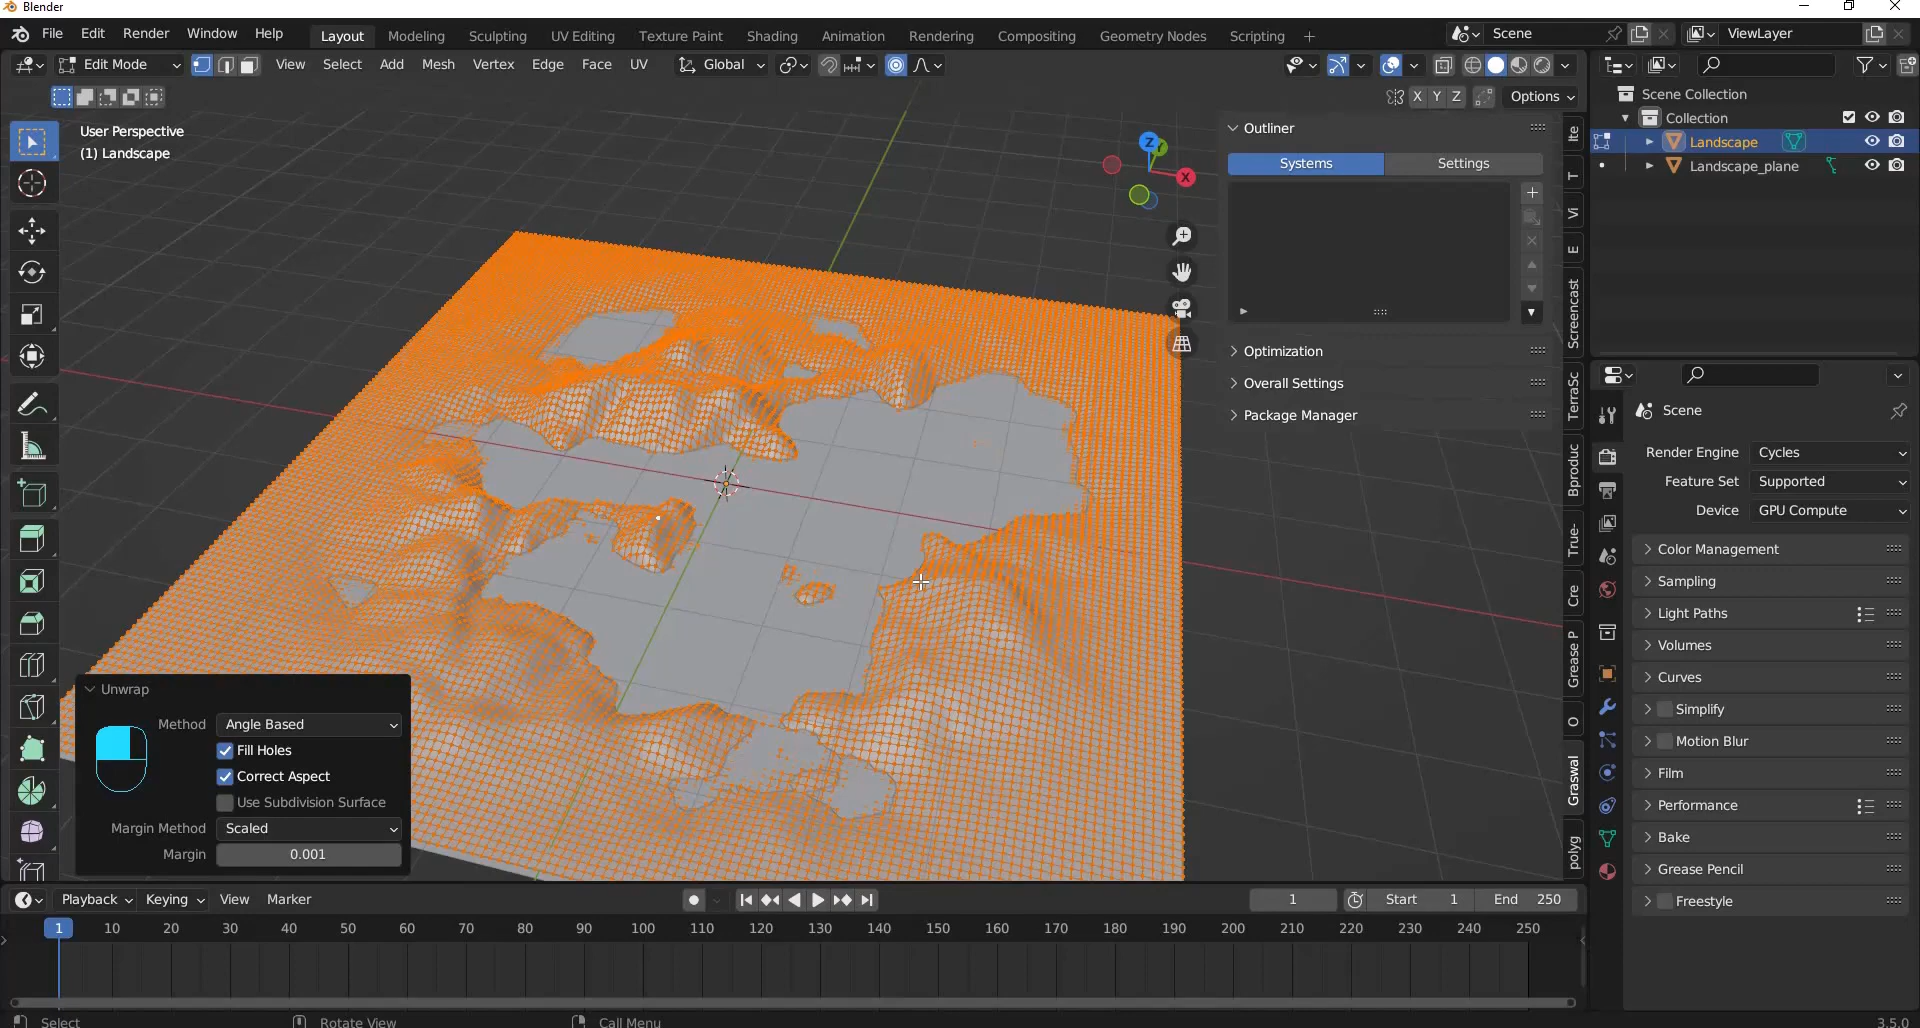 Blender
File Edit Render Window Help
Layout Modeling Sculpting UV Editing Texture Paint Shading Animation Rendering Compositing Geometry Nodes Scripting +
Scene
ViewLayer
Edit Mode
View Select Add Mesh Vertex Edge Face UV
Global
X Y Z
Options
User Perspective
(1) Landscape
Z
Y
X
Outliner
Systems Settings
Optimization
Overall Settings
Package Manager
Ite
T
Vi
E
Screencast
TerraSc
Bproduc
True-
Cre
Grease P
O
Graswal
polyg
Scene Collection
Collection
Landscape
Landscape_plane
Scene
Render Engine Cycles
Feature Set Supported
Device GPU Compute
Color Management
Sampling
Light Paths
Volumes
Curves
Simplify
Motion Blur
Film
Performance
Bake
Grease Pencil
Freestyle
Unwrap
Method Angle Based
Fill Holes
Correct Aspect
Use Subdivision Surface
Margin Method Scaled
Margin 0.001
Playback Keying View Marker
1
Start 1
End 250
1 10 20 30 40 50 60 70 80 90 100 110 120 130 140 150 160 170 180 190 200 210 220 230 240 250
Select
Rotate View
Call Menu
3.5.0